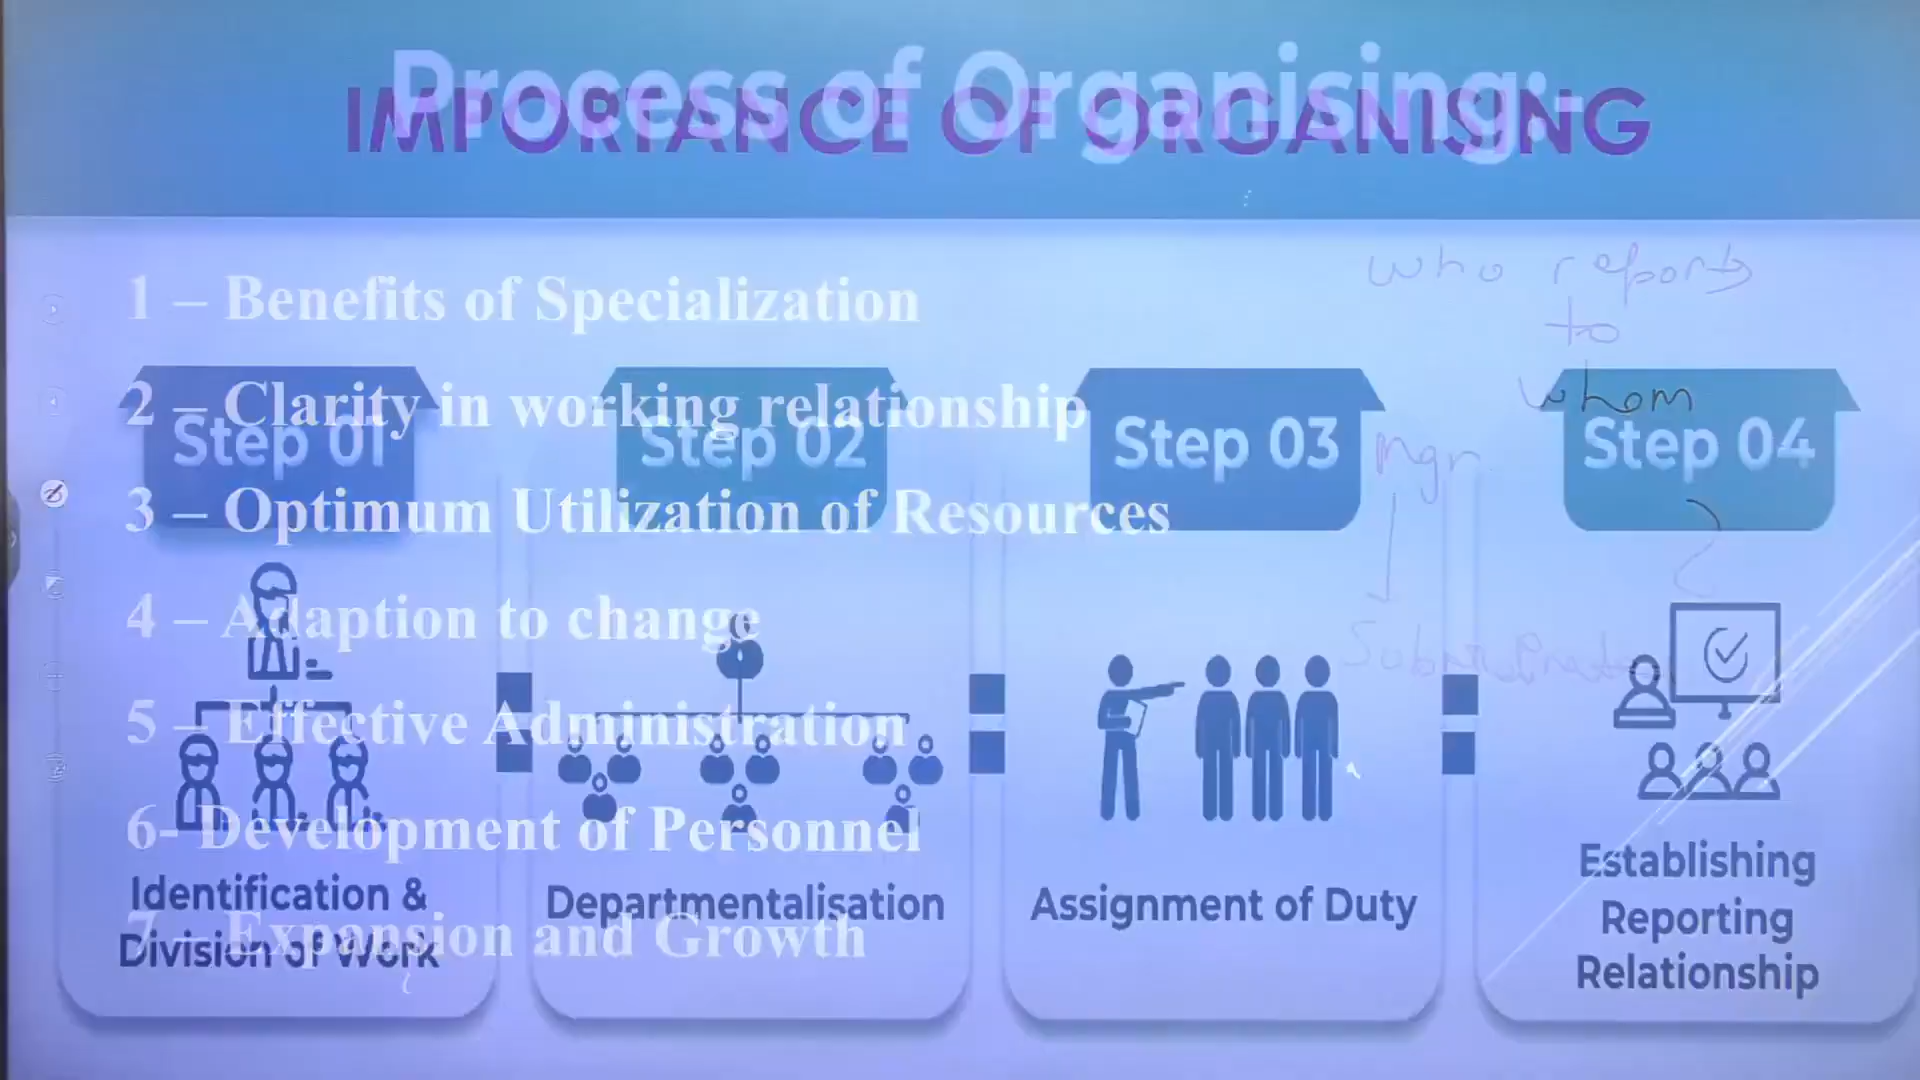 Process of Organising:-
IMPORTANCE OF ORGANISING
1 – Benefits of Specialization
2 – Clarity in working relationship
3 – Optimum Utilization of Resources
4 – Adaption to change
5 – Effective Administration
6- Development of Personnel
7 – Expansion and Growth
who reports
to
whom
Mgr
Step 01
Identification &
Division of Work
Step 02
Departmentalisation
Step 03
Assignment of Duty
Step 04
Establishing
Reporting
Relationship